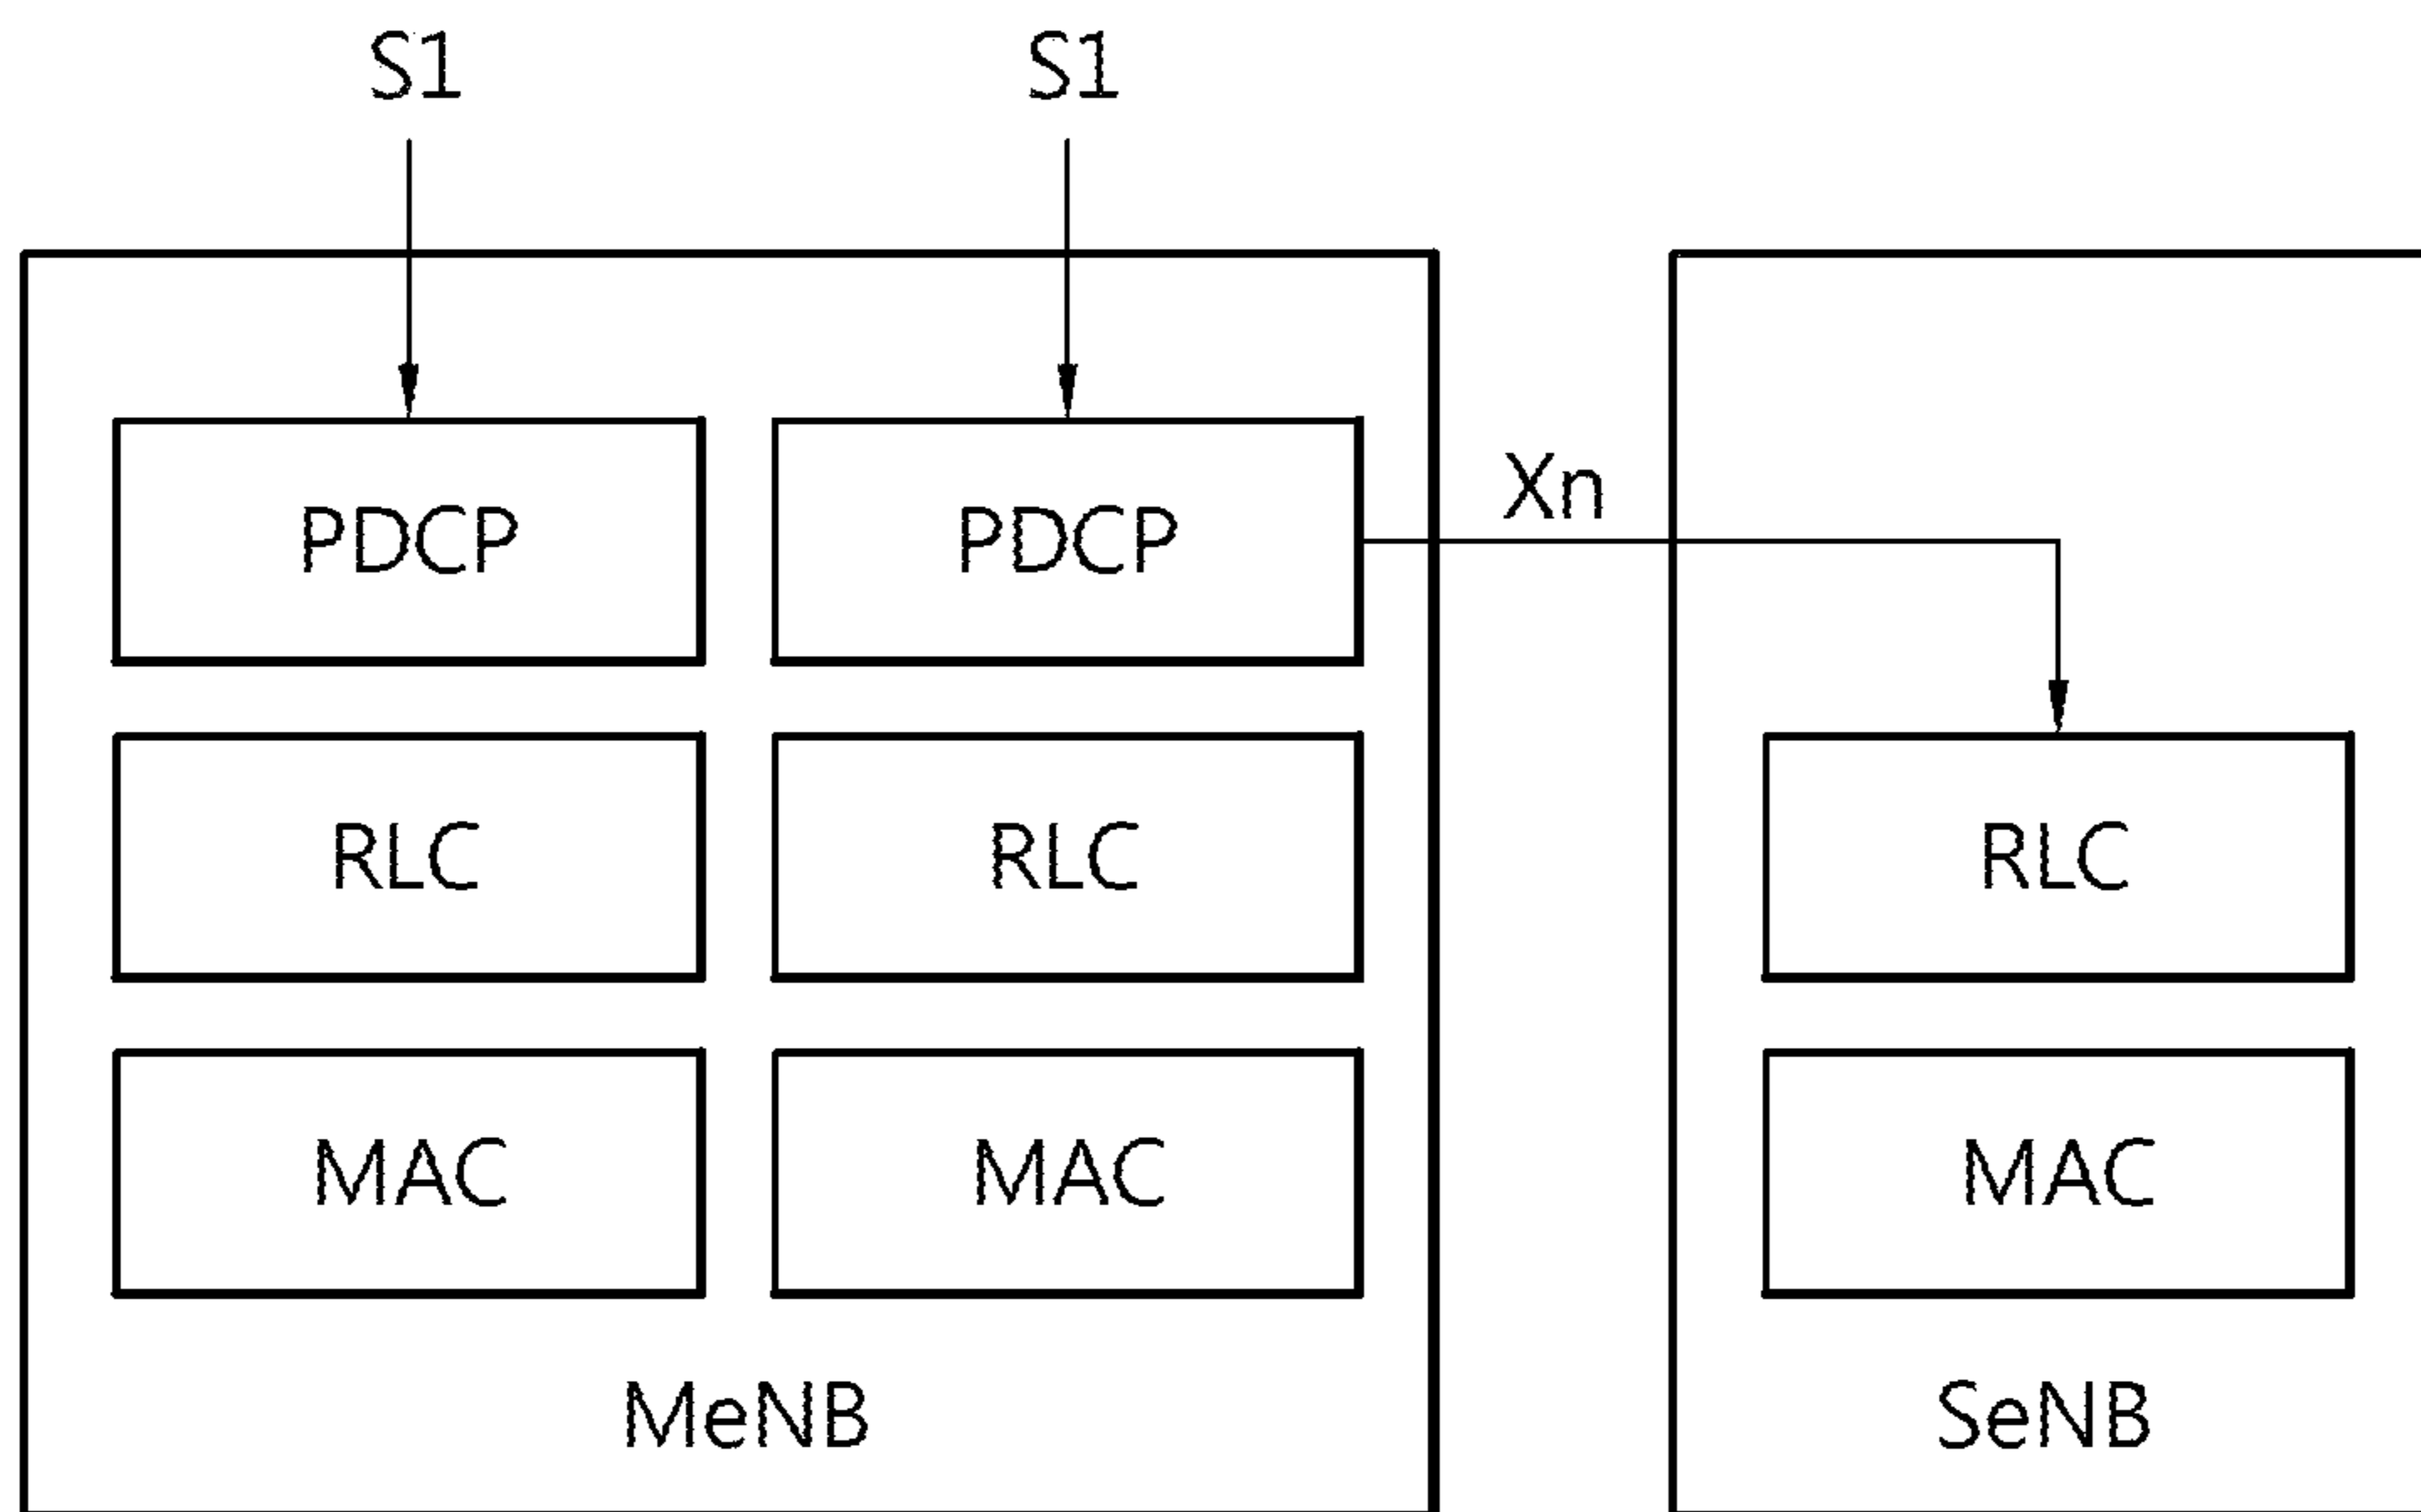 S1 S1
Xn
PDCP PDCP
RLC RLC RLC
MAC MAC MAC
MeNB SeNB